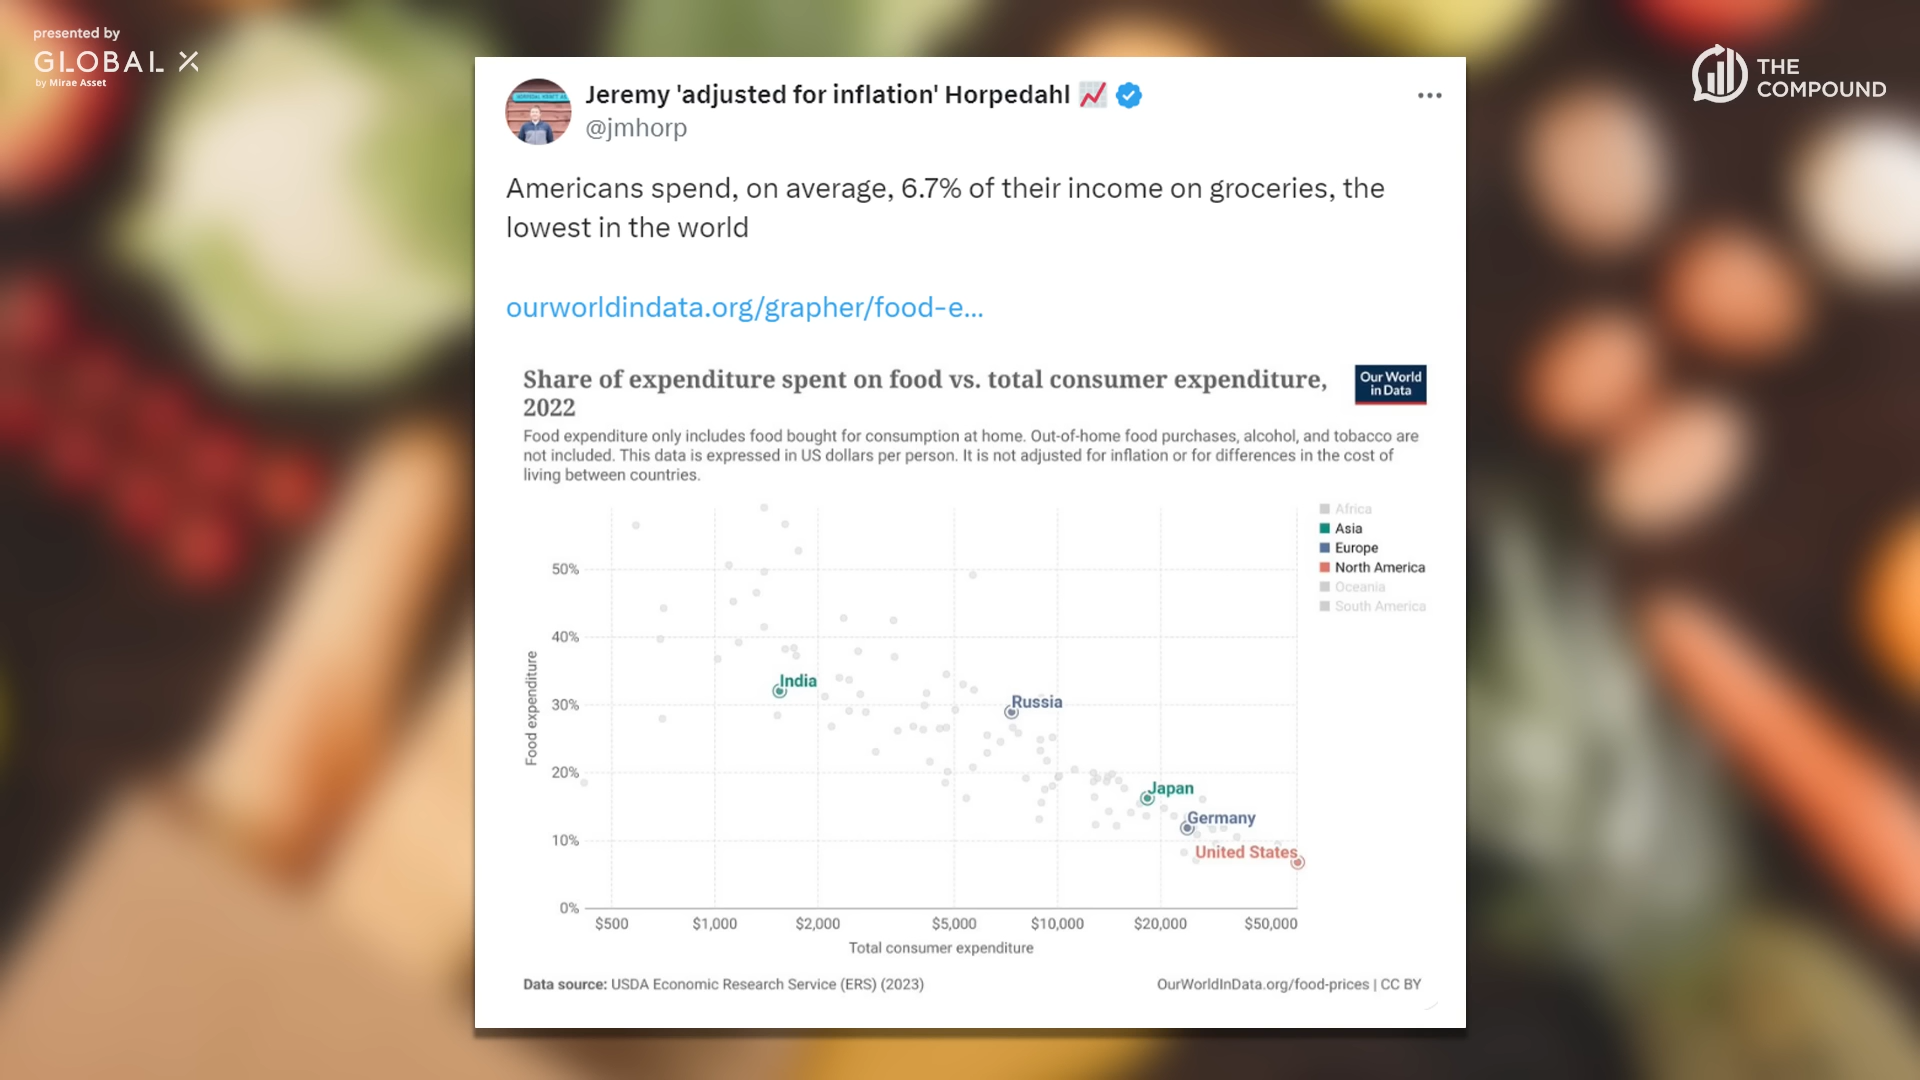 presented by
GLOBAL X
by Mirae Asset
THE
COMPOUND
Jeremy 'adjusted for inflation' Horpedahl
@jmhorp
Americans spend, on average, 6.7% of their income on groceries, the
lowest in the world
ourworldindata.org/grapher/food-e...
Share of expenditure spent on food vs. total consumer expenditure,
2022
Our World
in Data
Food expenditure only includes food bought for consumption at home. Out-of-home food purchases, alcohol, and tobacco are
not included. This data is expressed in US dollars per person. It is not adjusted for inflation or for differences in the cost of
living between countries.
Africa
Asia
Europe
North America
Oceania
South America
Food expenditure
50%
40%
30%
20%
10%
0%
India
Russia
Japan
Germany
United States
$500
$1,000
$2,000
$5,000
$10,000
$20,000
$50,000
Total consumer expenditure
Data source: USDA Economic Research Service (ERS) (2023)
OurWorldInData.org/food-prices | CC BY